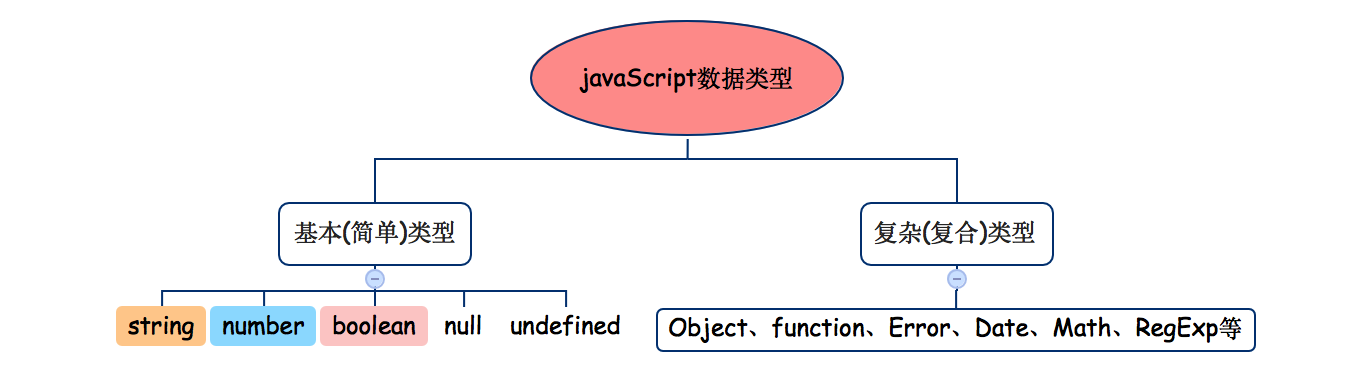 javaScript数据类型
基本(简单)类型
复杂(复合)类型
string number boolean null undefined
Object、function、Error、Date、Math、RegExp等